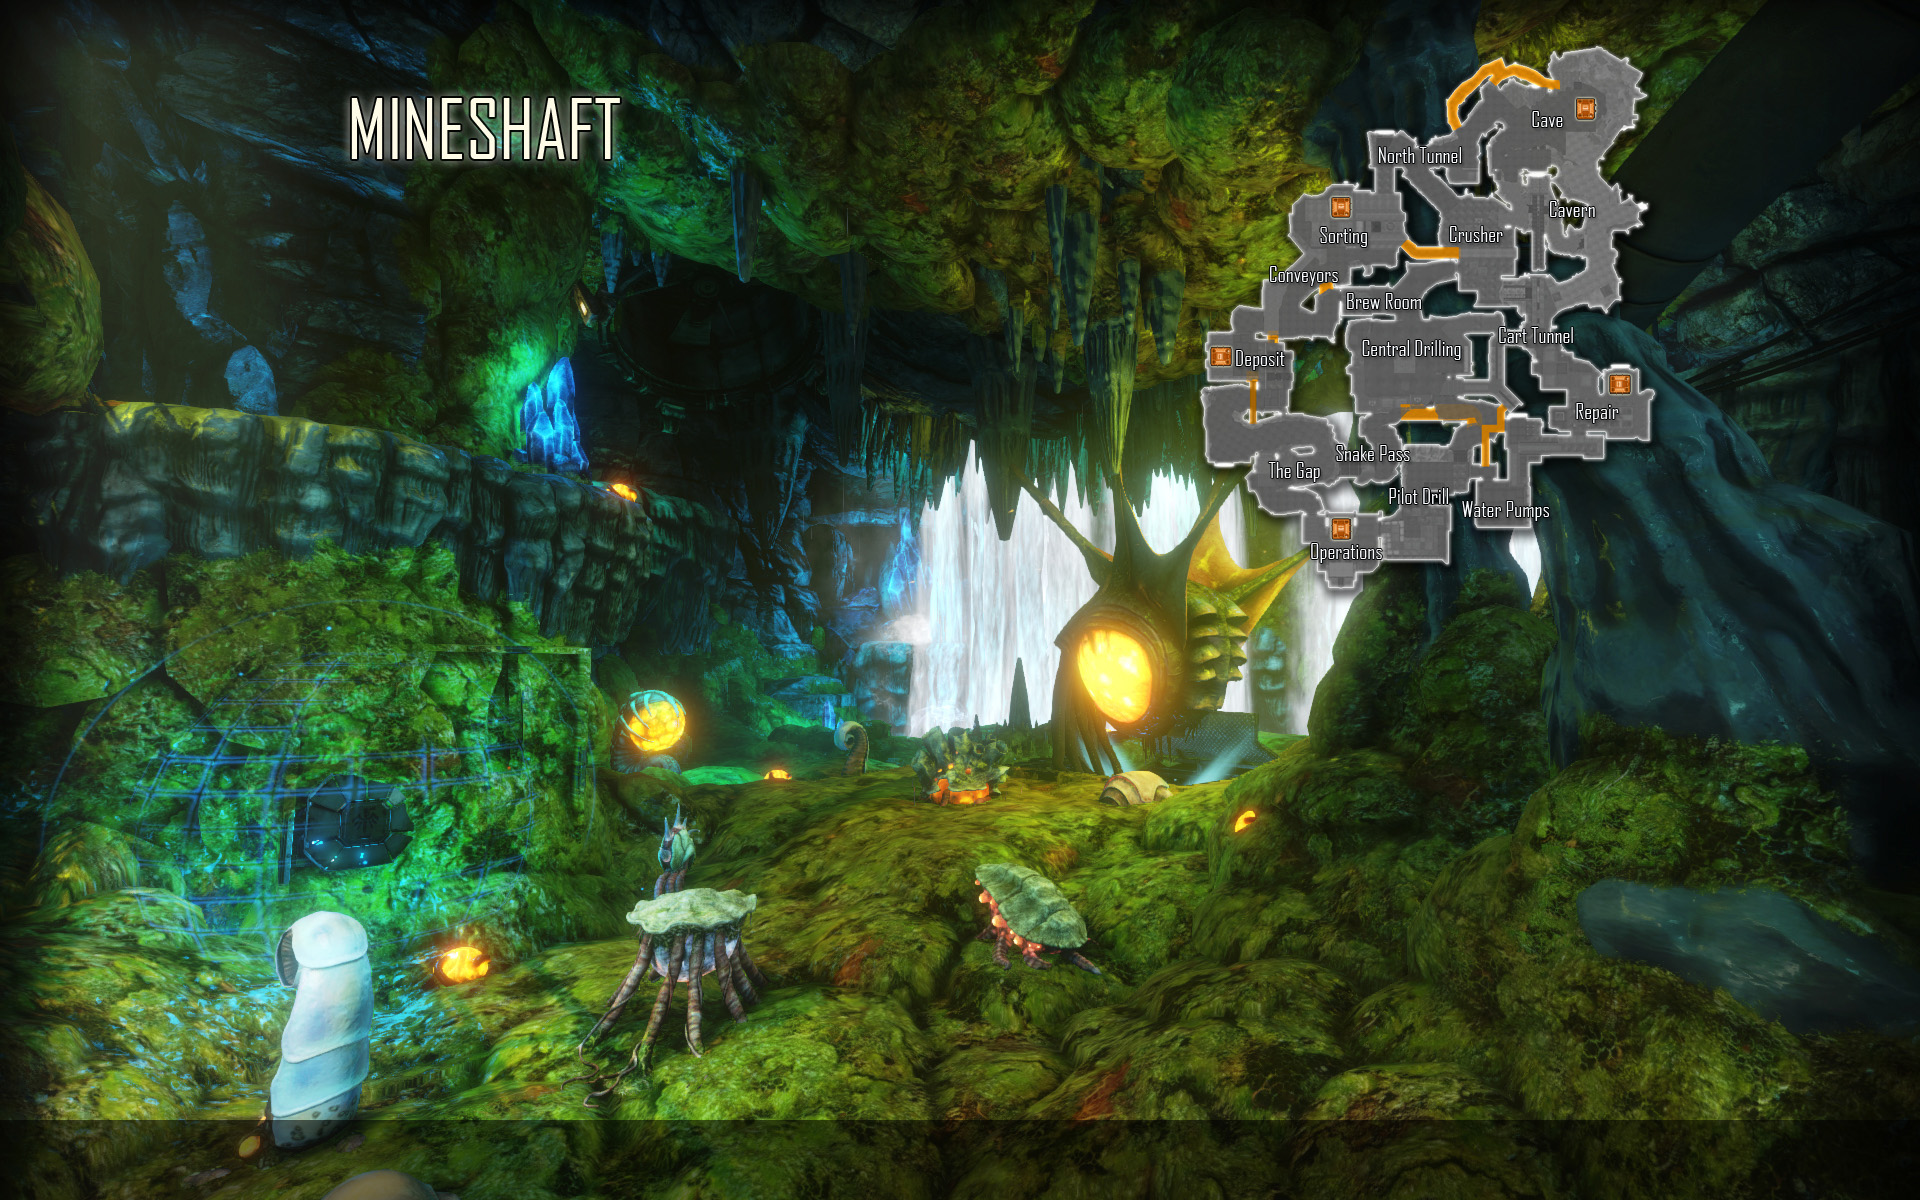 MINESHAFT
Cave
North Tunnel
Cavern
Sorting
Crusher
Conveyors
Brew Room
Cart Tunnel
Central Drilling
Deposit
Repair
Snake Pass
The Gap
Pilot Drill
Water Pumps
Operations